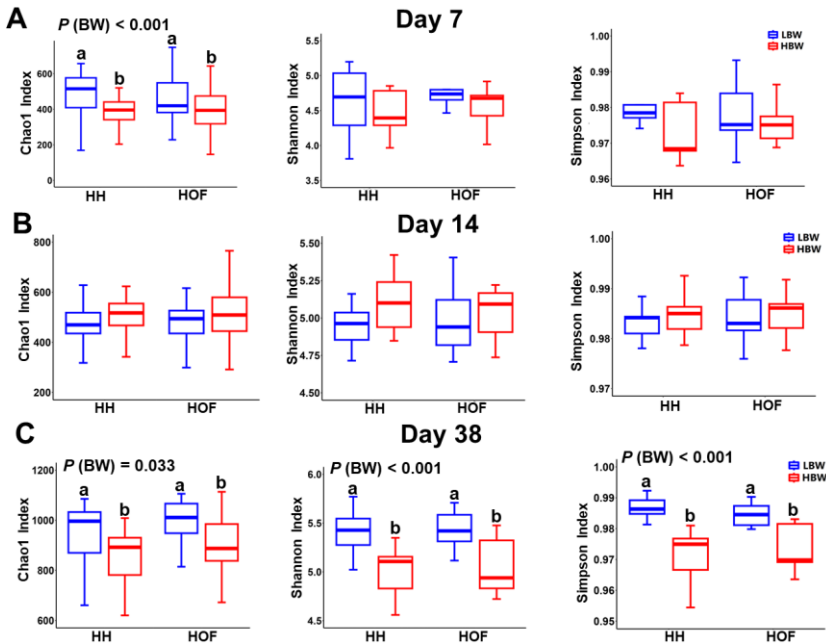 A
Day 7
P (BW) < 0.001
a
b
a
b
Chao1 Index
600
400
200
0
HH
HOF
Shannon Index
5.5
5.0
4.5
4.0
3.5
HH
HOF
Simpson Index
1.00
0.99
0.98
0.97
0.96
HH
HOF
LBW
HBW
B
Day 14
Chao1 Index
800
600
400
200
HH
HOF
Shannon Index
5.50
5.25
5.00
4.75
4.50
HH
HOF
Simpson Index
1.00
0.99
0.98
0.97
HH
HOF
LBW
HBW
C
Day 38
P (BW) = 0.033
a
b
a
b
Chao1 Index
1200
1000
800
600
HH
HOF
P (BW) < 0.001
a
b
a
b
Shannon Index
6.0
5.5
5.0
4.5
HH
HOF
P (BW) < 0.001
a
b
a
b
Simpson Index
1.00
0.99
0.98
0.97
0.96
0.95
HH
HOF
LBW
HBW